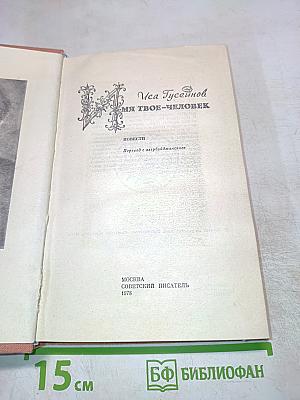 Иса Гусейнов
ИМЯ ТВОЕ–ЧЕЛОВЕК
ПОВЕСТИ
Перевод с азербайджанского
МОСКВА
СОВЕТСКИЙ ПИСАТЕЛЬ
1978
15 см
БФ БИБЛИОФАН